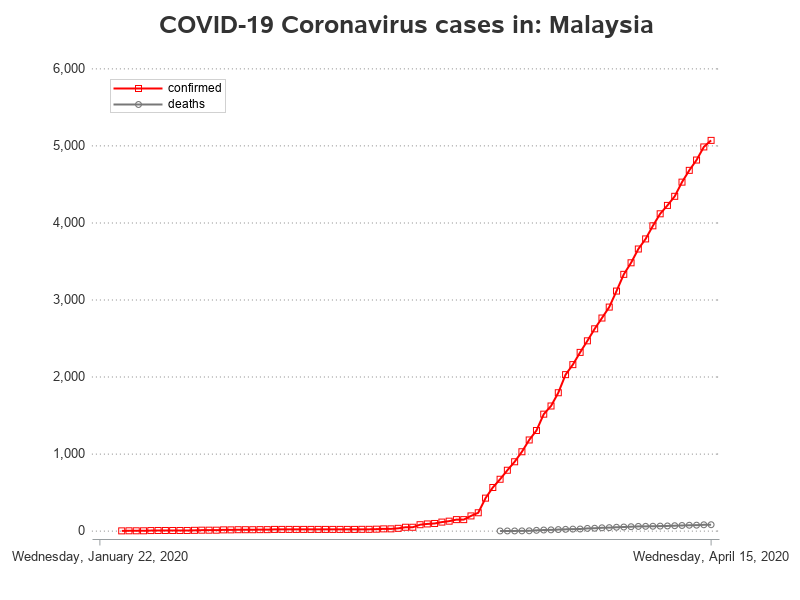 COVID-19 Coronavirus cases in: Malaysia
6,000
confirmed
deaths
5,000
4,000
3,000
2,000
1,000
0
Wednesday, January 22, 2020 Wednesday, April 15, 2020